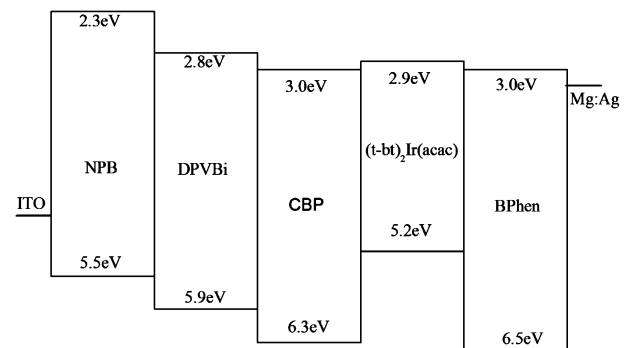 2.3eV
2.8eV
3.0eV
2.9eV
3.0eV
Mg:Ag
NPB
DPVBi
CBP
(t-bt)2Ir(acac)
BPhen
ITO
5.5eV
5.9eV
6.3eV
5.2eV
6.5eV